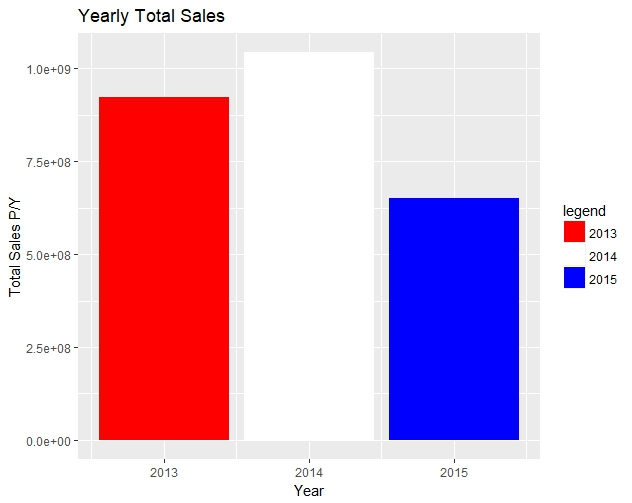 Yearly Total Sales
Total Sales P/Y
1.0e+09
7.5e+08
5.0e+08
2.5e+08
0.0e+00
2013
2014
2015
Year
legend
2013
2014
2015